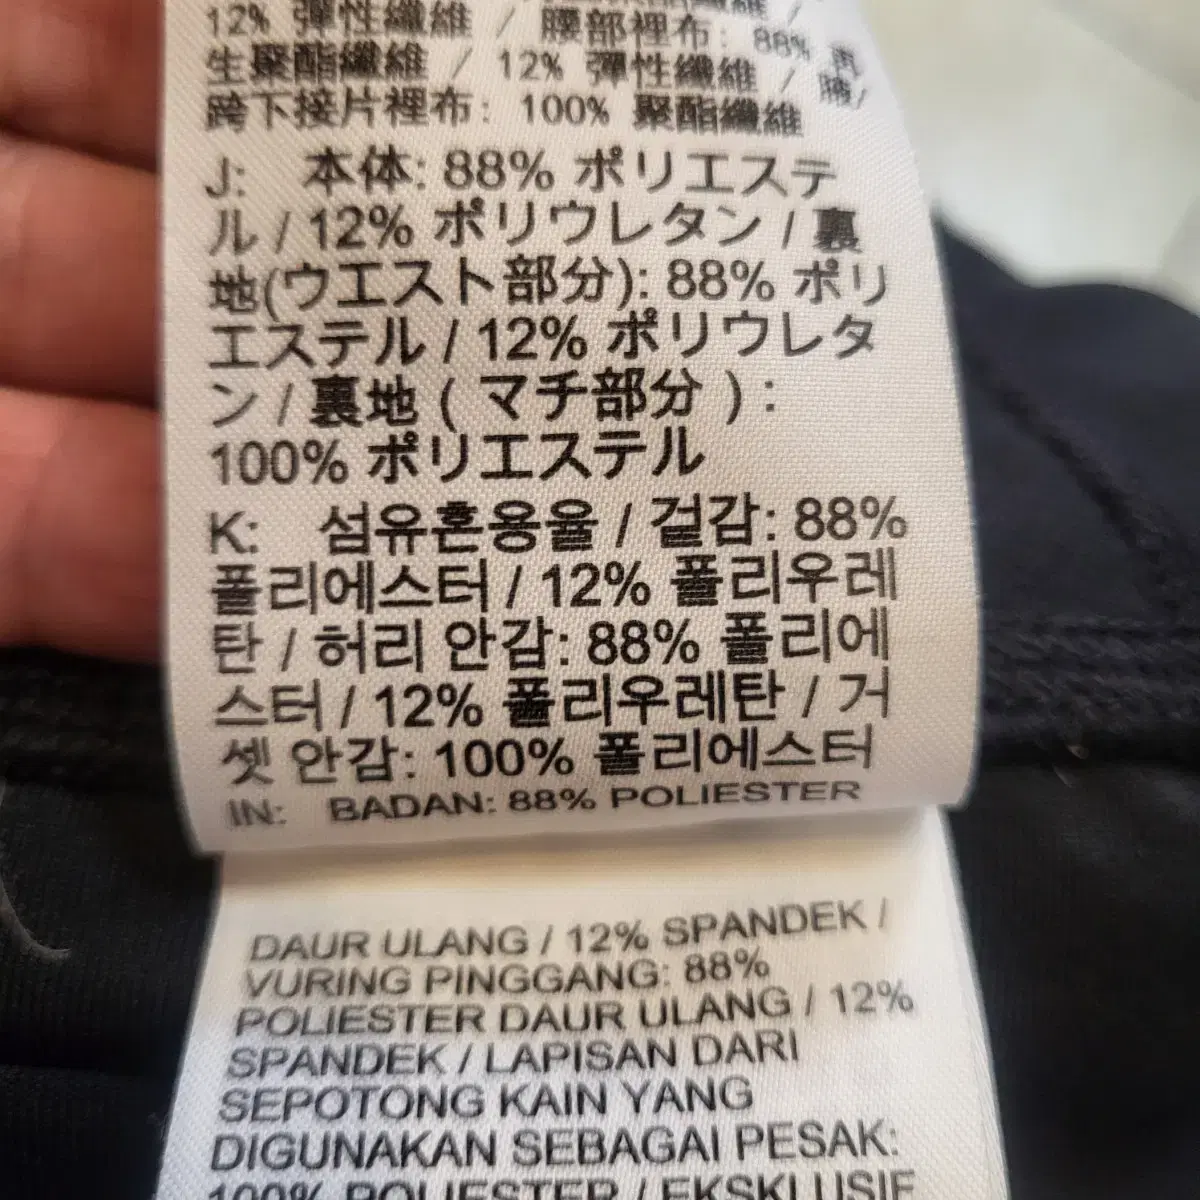 12% 彈性纖維 / 腰部裡布: 88%
生聚酯纖維 / 12% 彈性纖維 /
跨下接片裡布: 100% 聚酯纖維
J: 本体: 88% ポリエステ
ル / 12% ポリウレタン / 裏
地(ウエスト部分): 88% ポリ
エステル / 12% ポリウレタ
ン / 裏地 ( マチ部分 ) :
100% ポリエステル
K: 섬유혼용율 / 겉감: 88%
폴리에스터 / 12% 폴리우레
탄 / 허리 안감: 88% 폴리에
스터 / 12% 폴리우레탄 / 거
셋 안감: 100% 폴리에스터
IN: BADAN: 88% POLIESTER
DAUR ULANG / 12% SPANDEK /
VURING PINGGANG: 88%
POLIESTER DAUR ULANG / 12%
SPANDEK / LAPISAN DARI
SEPOTONG KAIN YANG
DIGUNAKAN SEBAGAI PESAK:
100% POLIESTER / EKSKLUSIF